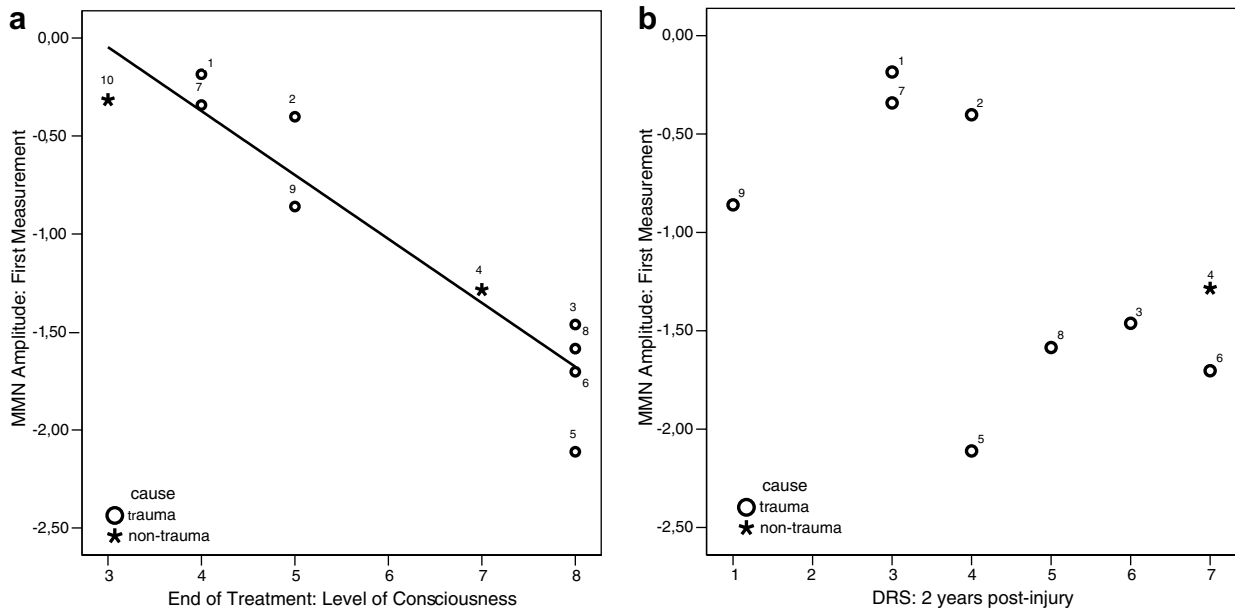 a
MMN Amplitude: First Measurement
0,00
-0,50
-1,00
-1,50
-2,00
-2,50
10
1
7
2
9
4
3
8
6
5
cause
trauma
non-trauma
3 4 5 6 7 8
End of Treatment: Level of Consciousness
b
MMN Amplitude: First Measurement
0,00
-0,50
-1,00
-1,50
-2,00
-2,50
1
7
2
9
4
3
8
6
5
cause
trauma
non-trauma
1 2 3 4 5 6 7
DRS: 2 years post-injury